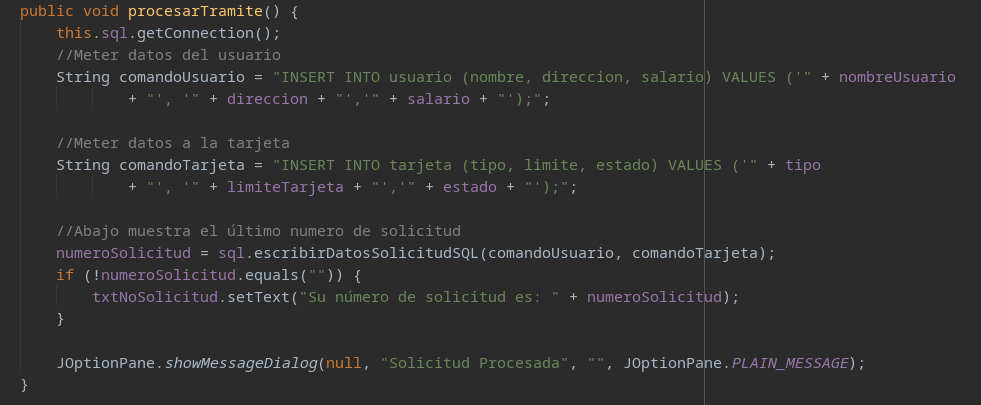 public void procesarTramite() {
this.sql.getConnection();
//Meter datos del usuario
String comandoUsuario = "INSERT INTO usuario (nombre, direccion, salario) VALUES ('" + nombreUsuario
+ "', '" + direccion + "','" + salario + "');";
//Meter datos a la tarjeta
String comandoTarjeta = "INSERT INTO tarjeta (tipo, limite, estado) VALUES ('" + tipo
+ "', '" + limiteTarjeta + "','" + estado + "');";
//Abajo muestra el último numero de solicitud
numeroSolicitud = sql.escribirDatosSolicitudSQL(comandoUsuario, comandoTarjeta);
if (!numeroSolicitud.equals("")) {
txtNoSolicitud.setText("Su número de solicitud es: " + numeroSolicitud);
}
JOptionPane.showMessageDialog(null, "Solicitud Procesada", "", JOptionPane.PLAIN_MESSAGE);
}